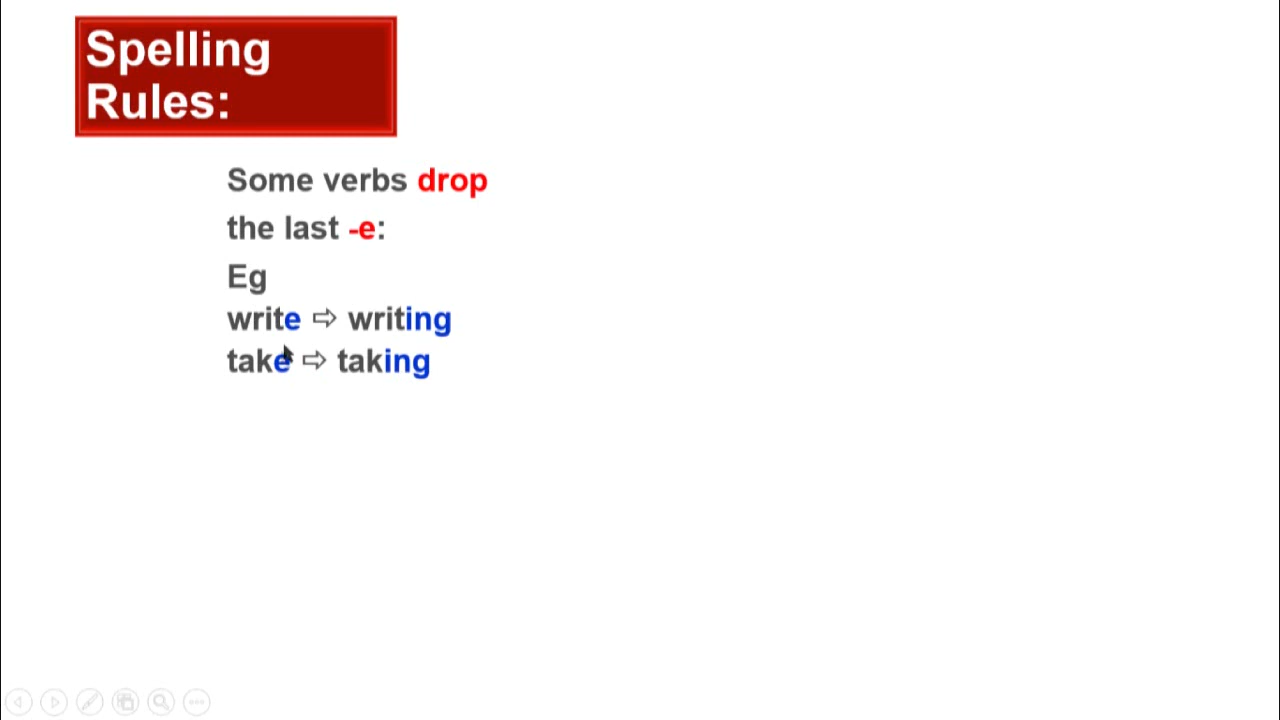 Spelling
Rules:
Some verbs drop
the last -e:
Eg
write ⇨ writing
take ⇨ taking